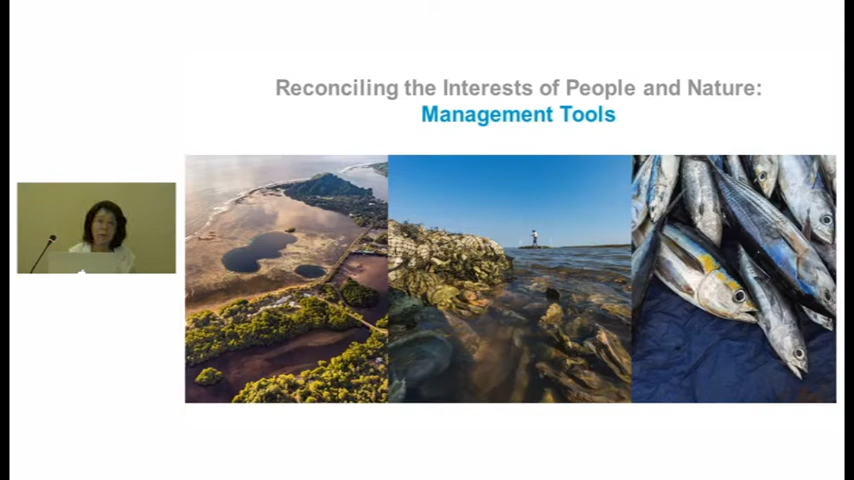 Reconciling the Interests of People and Nature:
Management Tools